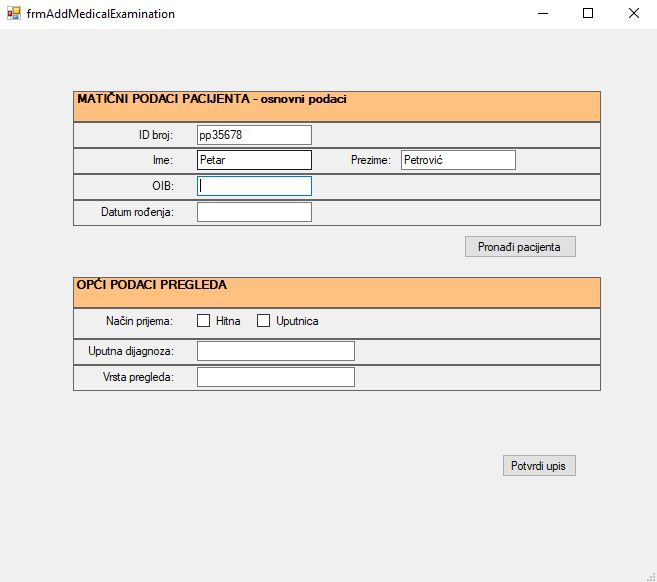 frmAddMedicalExamination
MATIČNI PODACI PACIJENTA - osnovni podaci
ID broj: pp35678
Ime: Petar Prezime: Petrović
OIB:
Datum rođenja:
Pronađi pacijenta
OPĆI PODACI PREGLEDA
Način prijema: Hitna Uputnica
Uputna dijagnoza:
Vrsta pregleda:
Potvrdi upis